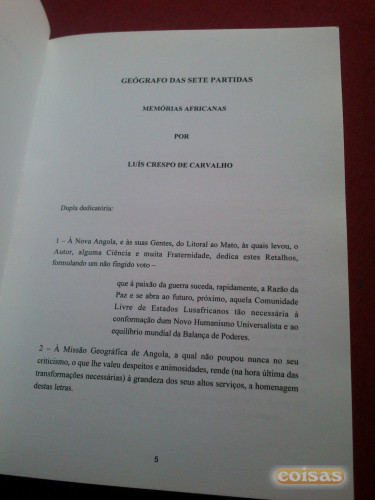 GEÓGRAFO DAS SETE PARTIDAS
MEMÓRIAS AFRICANAS
POR
LUÍS CRESPO DE CARVALHO
Dupla dedicatória:
1 – À Nova Angola, e às suas Gentes, do Litoral ao Mato, às quais levou, o
Autor, alguma Ciência e muita Fraternidade, dedica estes Retalhos,
formulando um não fingido voto –
que à paixão da guerra suceda, rapidamente, a Razão da
Paz e se abra ao futuro, próximo, aquela Comunidade
Livre de Estados Lusafricanos tão necessária à
conformação dum Novo Humanismo Universalista e ao
equilíbrio mundial da Balança de Poderes.
2 – À Missão Geográfica de Angola, a qual não poupou nunca no seu
criticismo, o que lhe valeu despeitos e animosidades, rende (na hora última das
transformações necessárias) à grandeza dos seus altos serviços, a homenagem
destas letras.
5
coisas